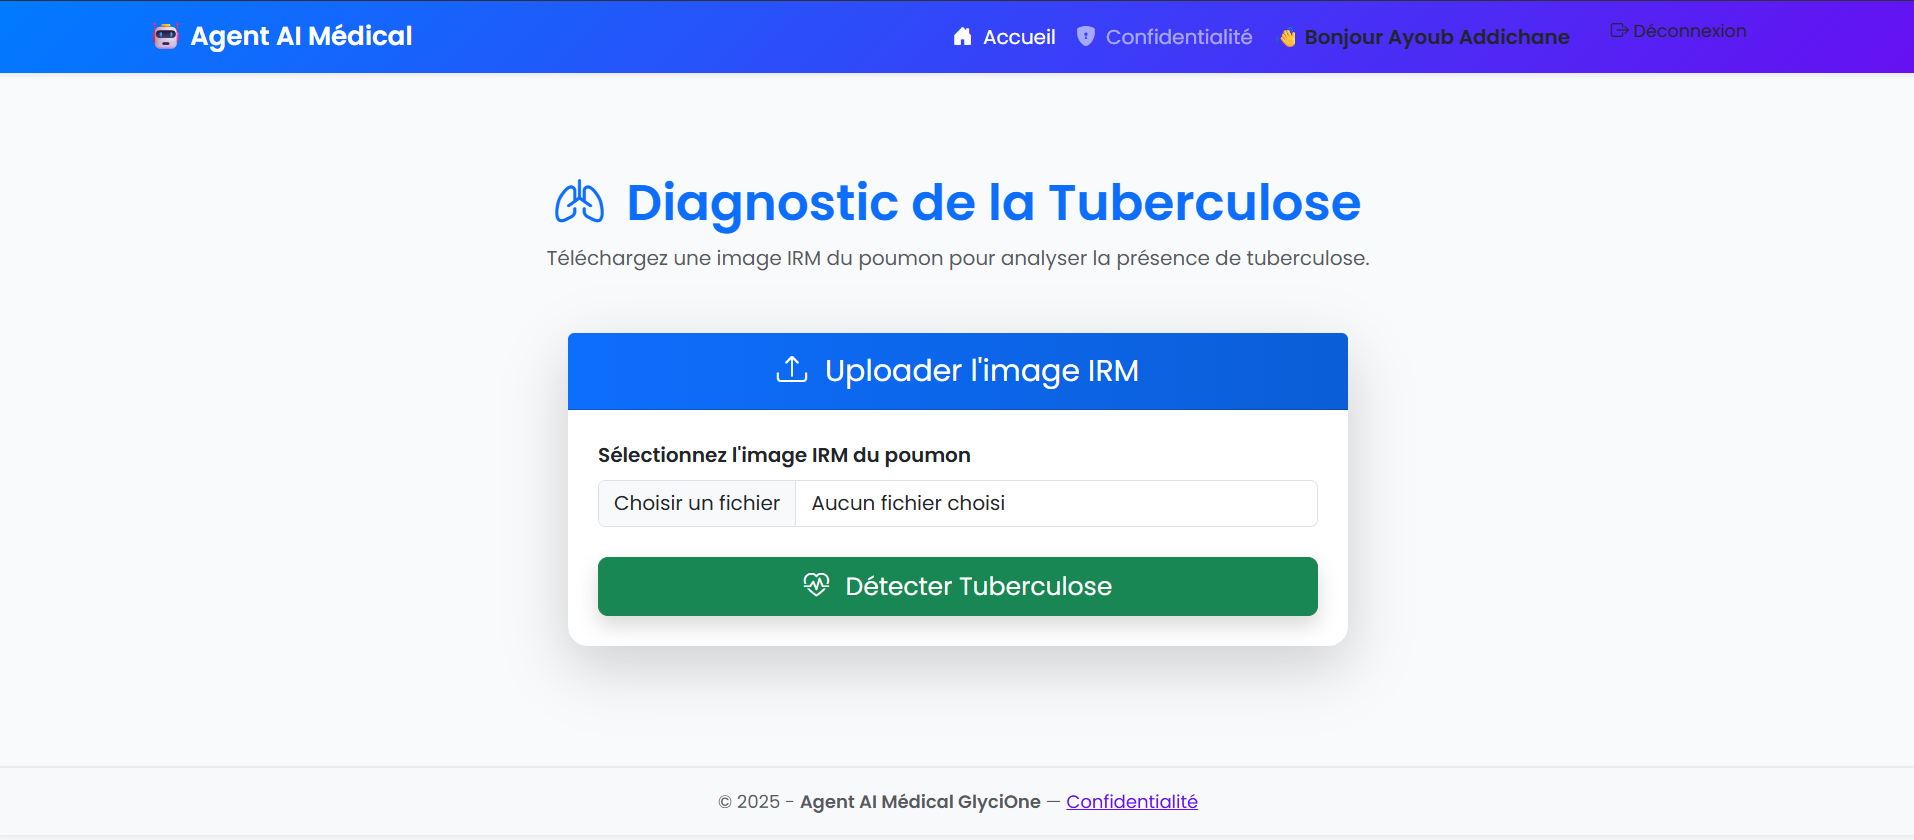 Agent AI Médical
Accueil
Confidentialité
Bonjour Ayoub Addichane
Déconnexion
Diagnostic de la Tuberculose
Téléchargez une image IRM du poumon pour analyser la présence de tuberculose.
Uploader l'image IRM
Sélectionnez l'image IRM du poumon
Choisir un fichier
Aucun fichier choisi
Détecter Tuberculose
© 2025 - Agent AI Médical GlyciOne — Confidentialité